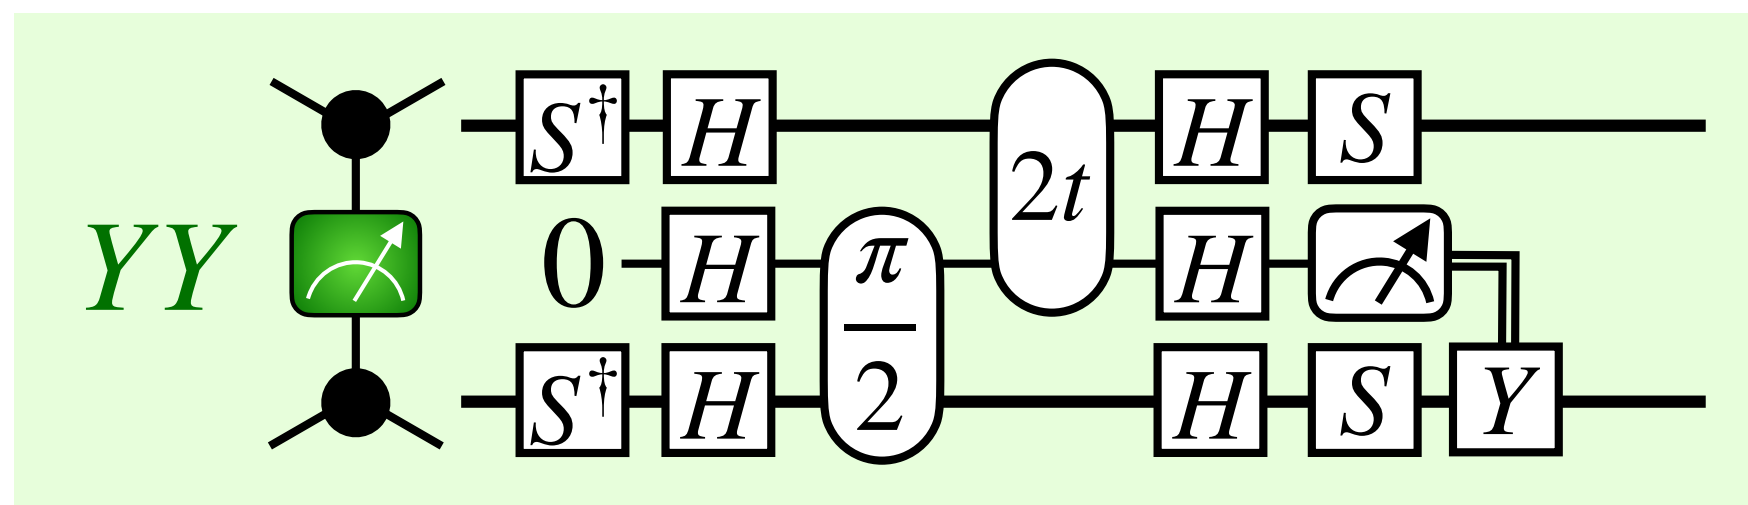 S† H H S
YY 0 H π/2 2t H
S† H H S Y